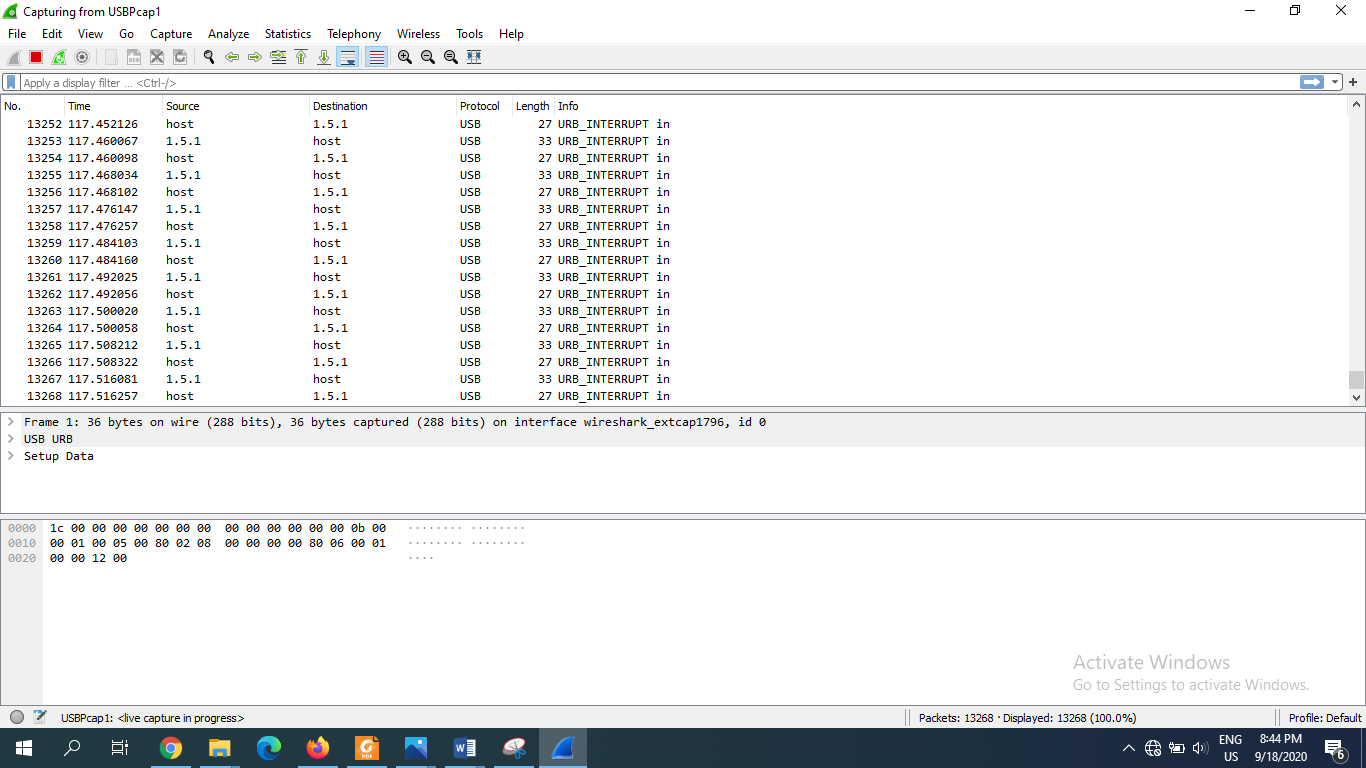 Capturing from USBPcap1
File Edit View Go Capture Analyze Statistics Telephony Wireless Tools Help
Apply a display filter ... <Ctrl-/>
No. Time Source Destination Protocol Length Info
13252 117.452126 host 1.5.1 USB 27 URB_INTERRUPT in
13253 117.460067 1.5.1 host USB 33 URB_INTERRUPT in
13254 117.460098 host 1.5.1 USB 27 URB_INTERRUPT in
13255 117.468034 1.5.1 host USB 33 URB_INTERRUPT in
13256 117.468102 host 1.5.1 USB 27 URB_INTERRUPT in
13257 117.476147 1.5.1 host USB 33 URB_INTERRUPT in
13258 117.476257 host 1.5.1 USB 27 URB_INTERRUPT in
13259 117.484103 1.5.1 host USB 33 URB_INTERRUPT in
13260 117.484160 host 1.5.1 USB 27 URB_INTERRUPT in
13261 117.492025 1.5.1 host USB 33 URB_INTERRUPT in
13262 117.492056 host 1.5.1 USB 27 URB_INTERRUPT in
13263 117.500020 1.5.1 host USB 33 URB_INTERRUPT in
13264 117.500058 host 1.5.1 USB 27 URB_INTERRUPT in
13265 117.508212 1.5.1 host USB 33 URB_INTERRUPT in
13266 117.508322 host 1.5.1 USB 27 URB_INTERRUPT in
13267 117.516081 1.5.1 host USB 33 URB_INTERRUPT in
13268 117.516257 host 1.5.1 USB 27 URB_INTERRUPT in
Frame 1: 36 bytes on wire (288 bits), 36 bytes captured (288 bits) on interface wireshark_extcap1796, id 0
USB URB
Setup Data
0000 1c 00 00 00 00 00 00 00 00 00 00 00 00 00 0b 00 ········ ········
0010 00 01 00 05 00 80 02 08 00 00 00 00 80 06 00 01 ········ ········
0020 00 00 12 00 ····
Activate Windows
Go to Settings to activate Windows.
USBPcap1: <live capture in progress>
Packets: 13268 · Displayed: 13268 (100.0%)
Profile: Default
ENG
US
8:44 PM
9/18/2020
6